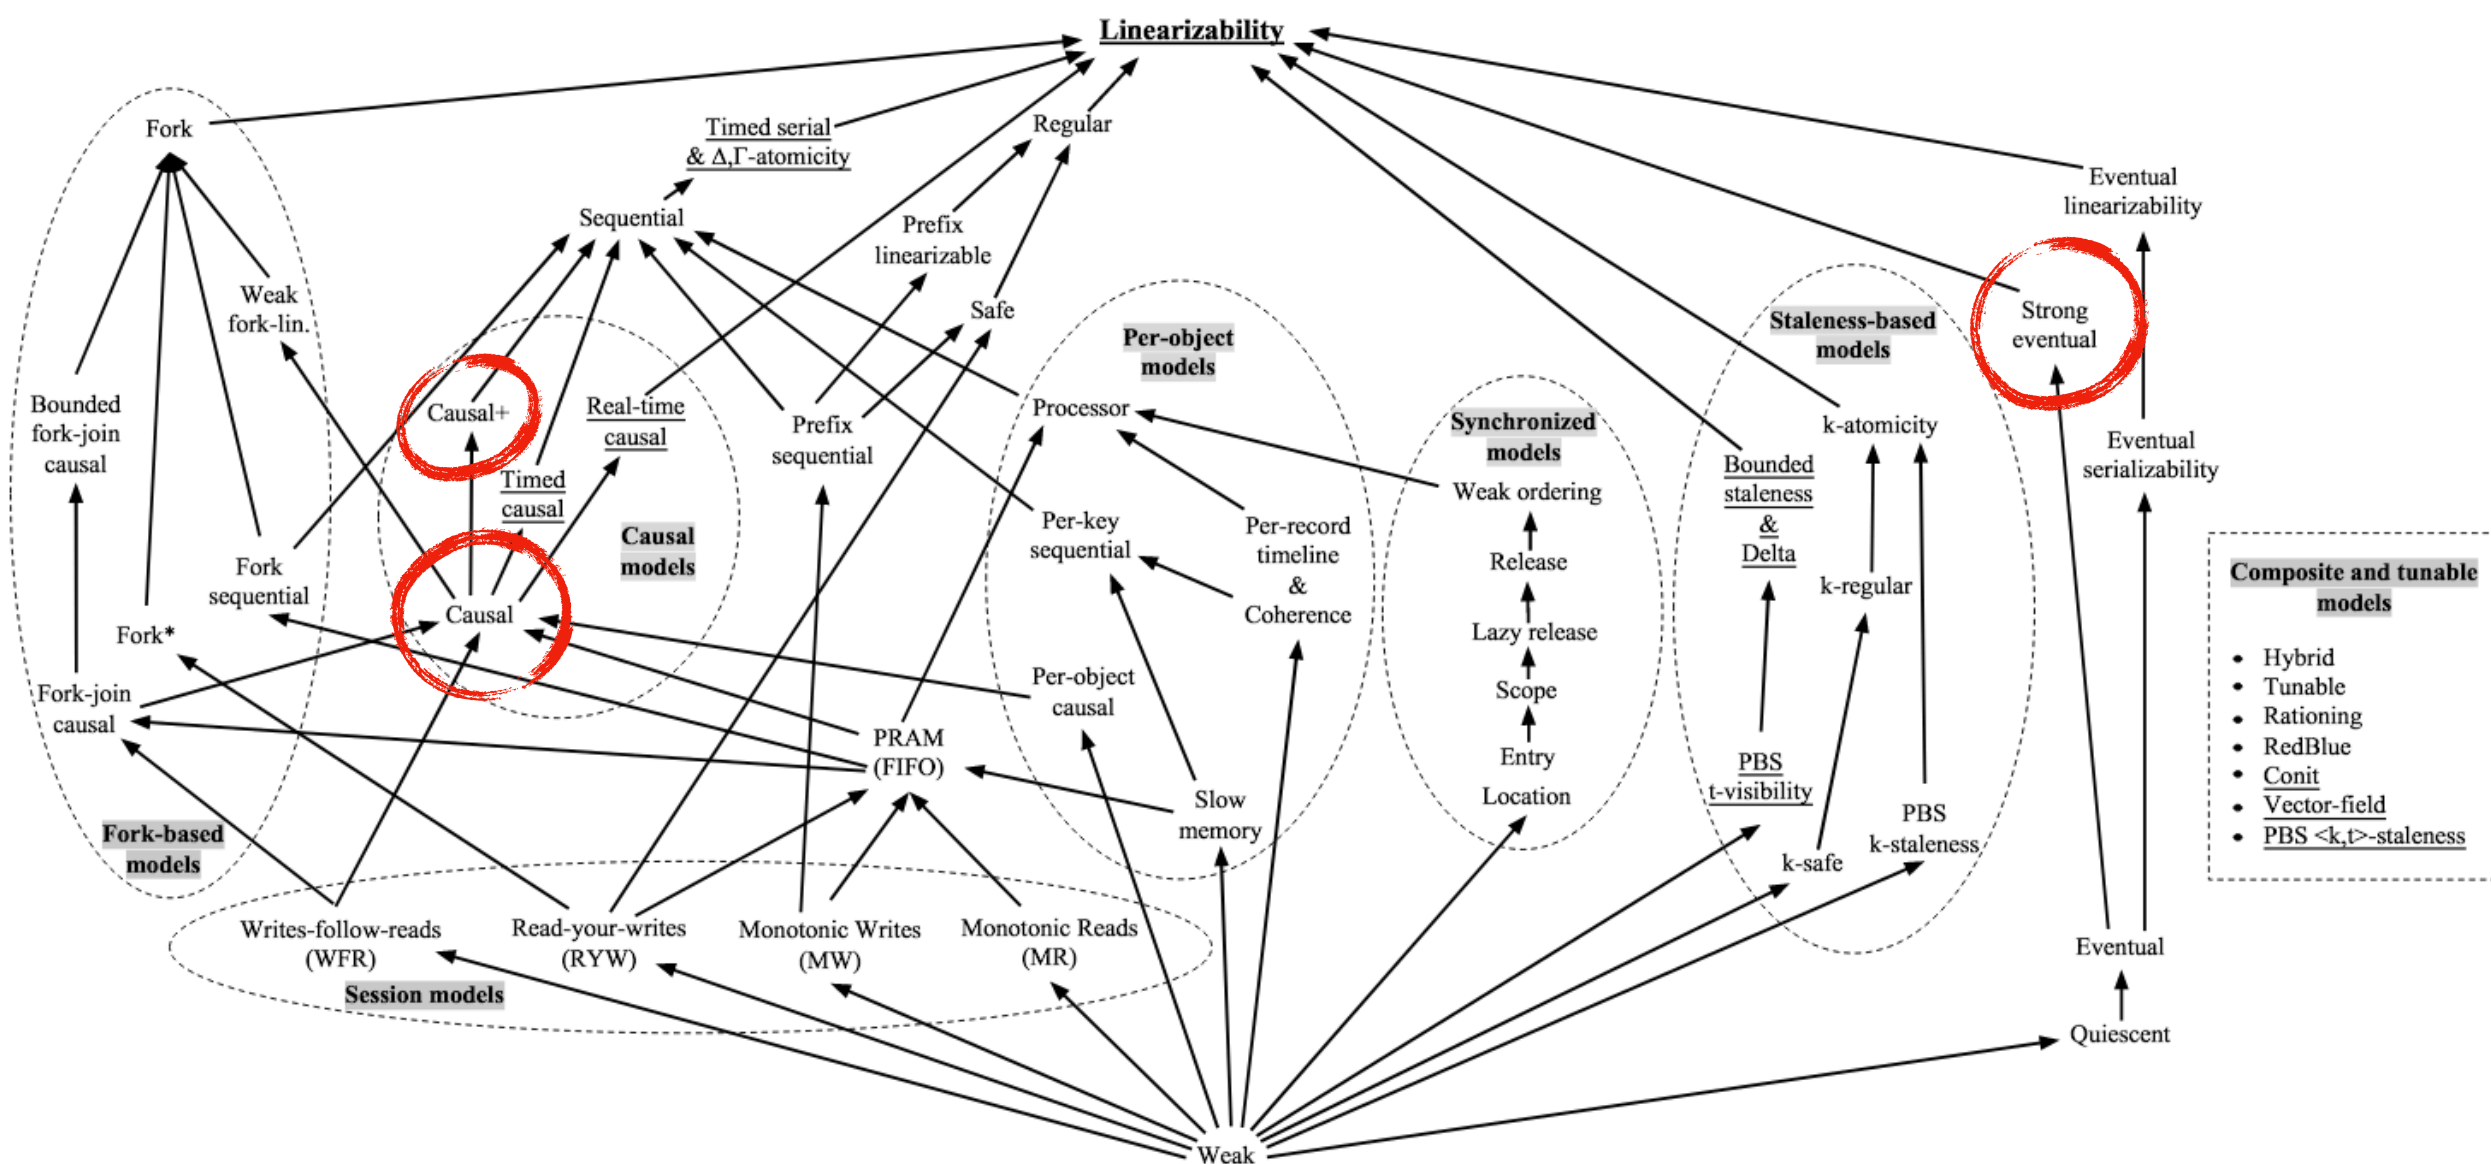 Linearizability
Fork
Timed serial
& Δ,Γ-atomicity
Regular
Eventual
linearizability
Sequential
Prefix
linearizable
Weak
fork-lin.
Safe
Strong
eventual
Per-object
models
Staleness-based
models
Bounded
fork-join
causal
Causal+
Real-time
causal
Prefix
sequential
Processor
Synchronized
models
k-atomicity
Eventual
serializability
Timed
causal
Bounded
staleness
&
Delta
Weak ordering
Causal
models
Per-key
sequential
Per-record
timeline
&
Coherence
Release
k-regular
Fork
sequential
Composite and tunable
models
Fork*
Causal
Lazy release
• Hybrid
• Tunable
• Rationing
• RedBlue
• Conit
• Vector-field
• PBS <k,t>-staleness
Fork-join
causal
Per-object
causal
Scope
PRAM
(FIFO)
Entry
Location
PBS
t-visibility
Slow
memory
PBS
k-staleness
k-safe
Fork-based
models
Writes-follow-reads
(WFR)
Read-your-writes
(RYW)
Monotonic Writes
(MW)
Monotonic Reads
(MR)
Eventual
Session models
Quiescent
Weak